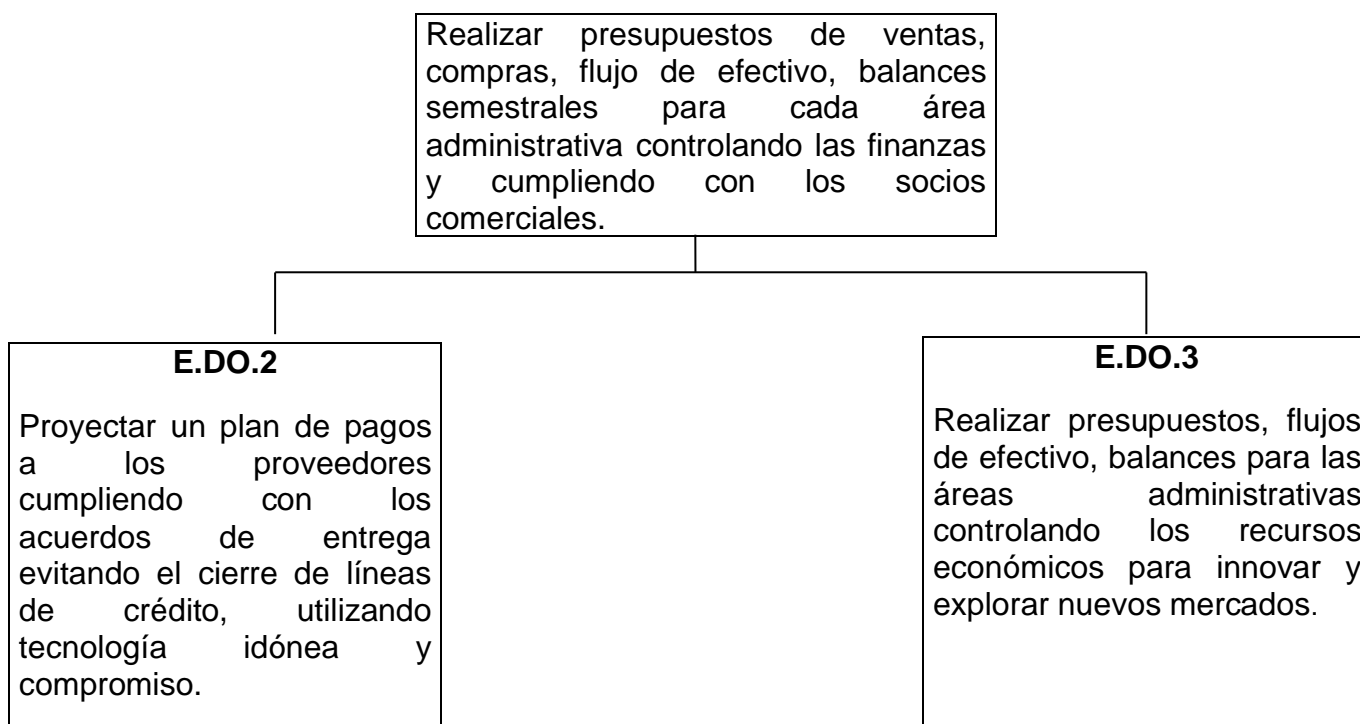 Realizar presupuestos de ventas,
compras, flujo de efectivo, balances
semestrales para cada área
administrativa controlando las finanzas
y cumpliendo con los socios
comerciales.
E.DO.2
Proyectar un plan de pagos
a los proveedores
cumpliendo con los
acuerdos de entrega
evitando el cierre de líneas
de crédito, utilizando
tecnología idónea y
compromiso.
E.DO.3
Realizar presupuestos, flujos
de efectivo, balances para las
áreas administrativas
controlando los recursos
económicos para innovar y
explorar nuevos mercados.